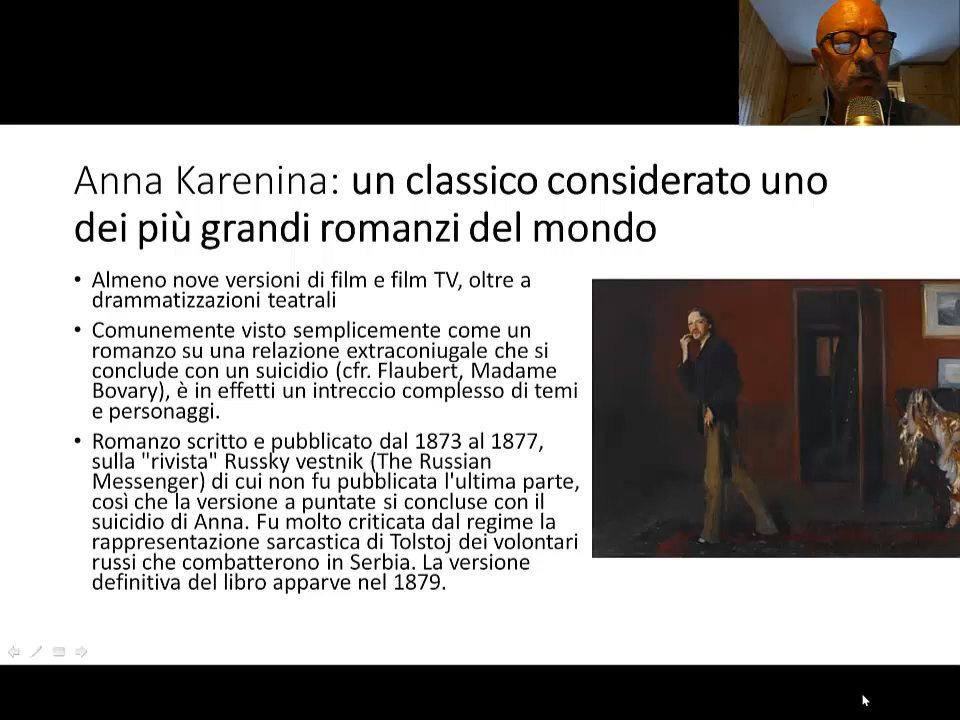 Anna Karenina: un classico considerato uno
dei più grandi romanzi del mondo
• Almeno nove versioni di film e film TV, oltre a
drammatizzazioni teatrali
• Comunemente visto semplicemente come un
romanzo su una relazione extraconiugale che si
conclude con un suicidio (cfr. Flaubert, Madame
Bovary), è in effetti un intreccio complesso di temi
e personaggi.
• Romanzo scritto e pubblicato dal 1873 al 1877,
sulla "rivista" Russky vestnik (The Russian
Messenger) di cui non fu pubblicata l'ultima parte,
così che la versione a puntate si concluse con il
suicidio di Anna. Fu molto criticata dal regime la
rappresentazione sarcastica di Tolstoj dei volontari
russi che combatterono in Serbia. La versione
definitiva del libro apparve nel 1879.